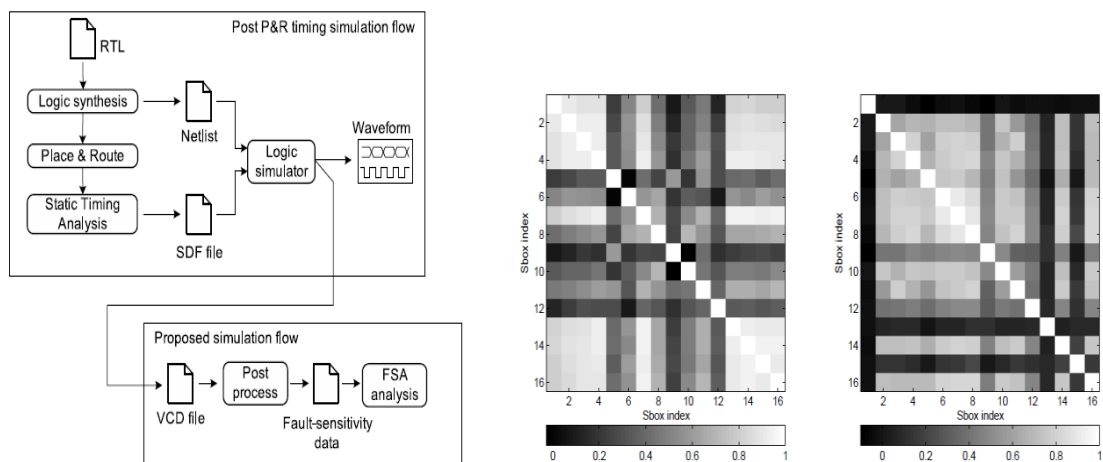 Post P&R timing simulation flow
RTL
Logic synthesis
Netlist
Place & Route
Logic
simulator
Waveform
Static Timing
Analysis
SDF file
Proposed simulation flow
VCD file
Post
process
Fault-sensitivity
data
FSA
analysis
Sbox index
2
4
6
8
10
12
14
16
2 4 6 8 10 12 14 16
Sbox index
0 0.2 0.4 0.6 0.8 1
Sbox index
2
4
6
8
10
12
14
16
2 4 6 8 10 12 14 16
Sbox index
0 0.2 0.4 0.6 0.8 1